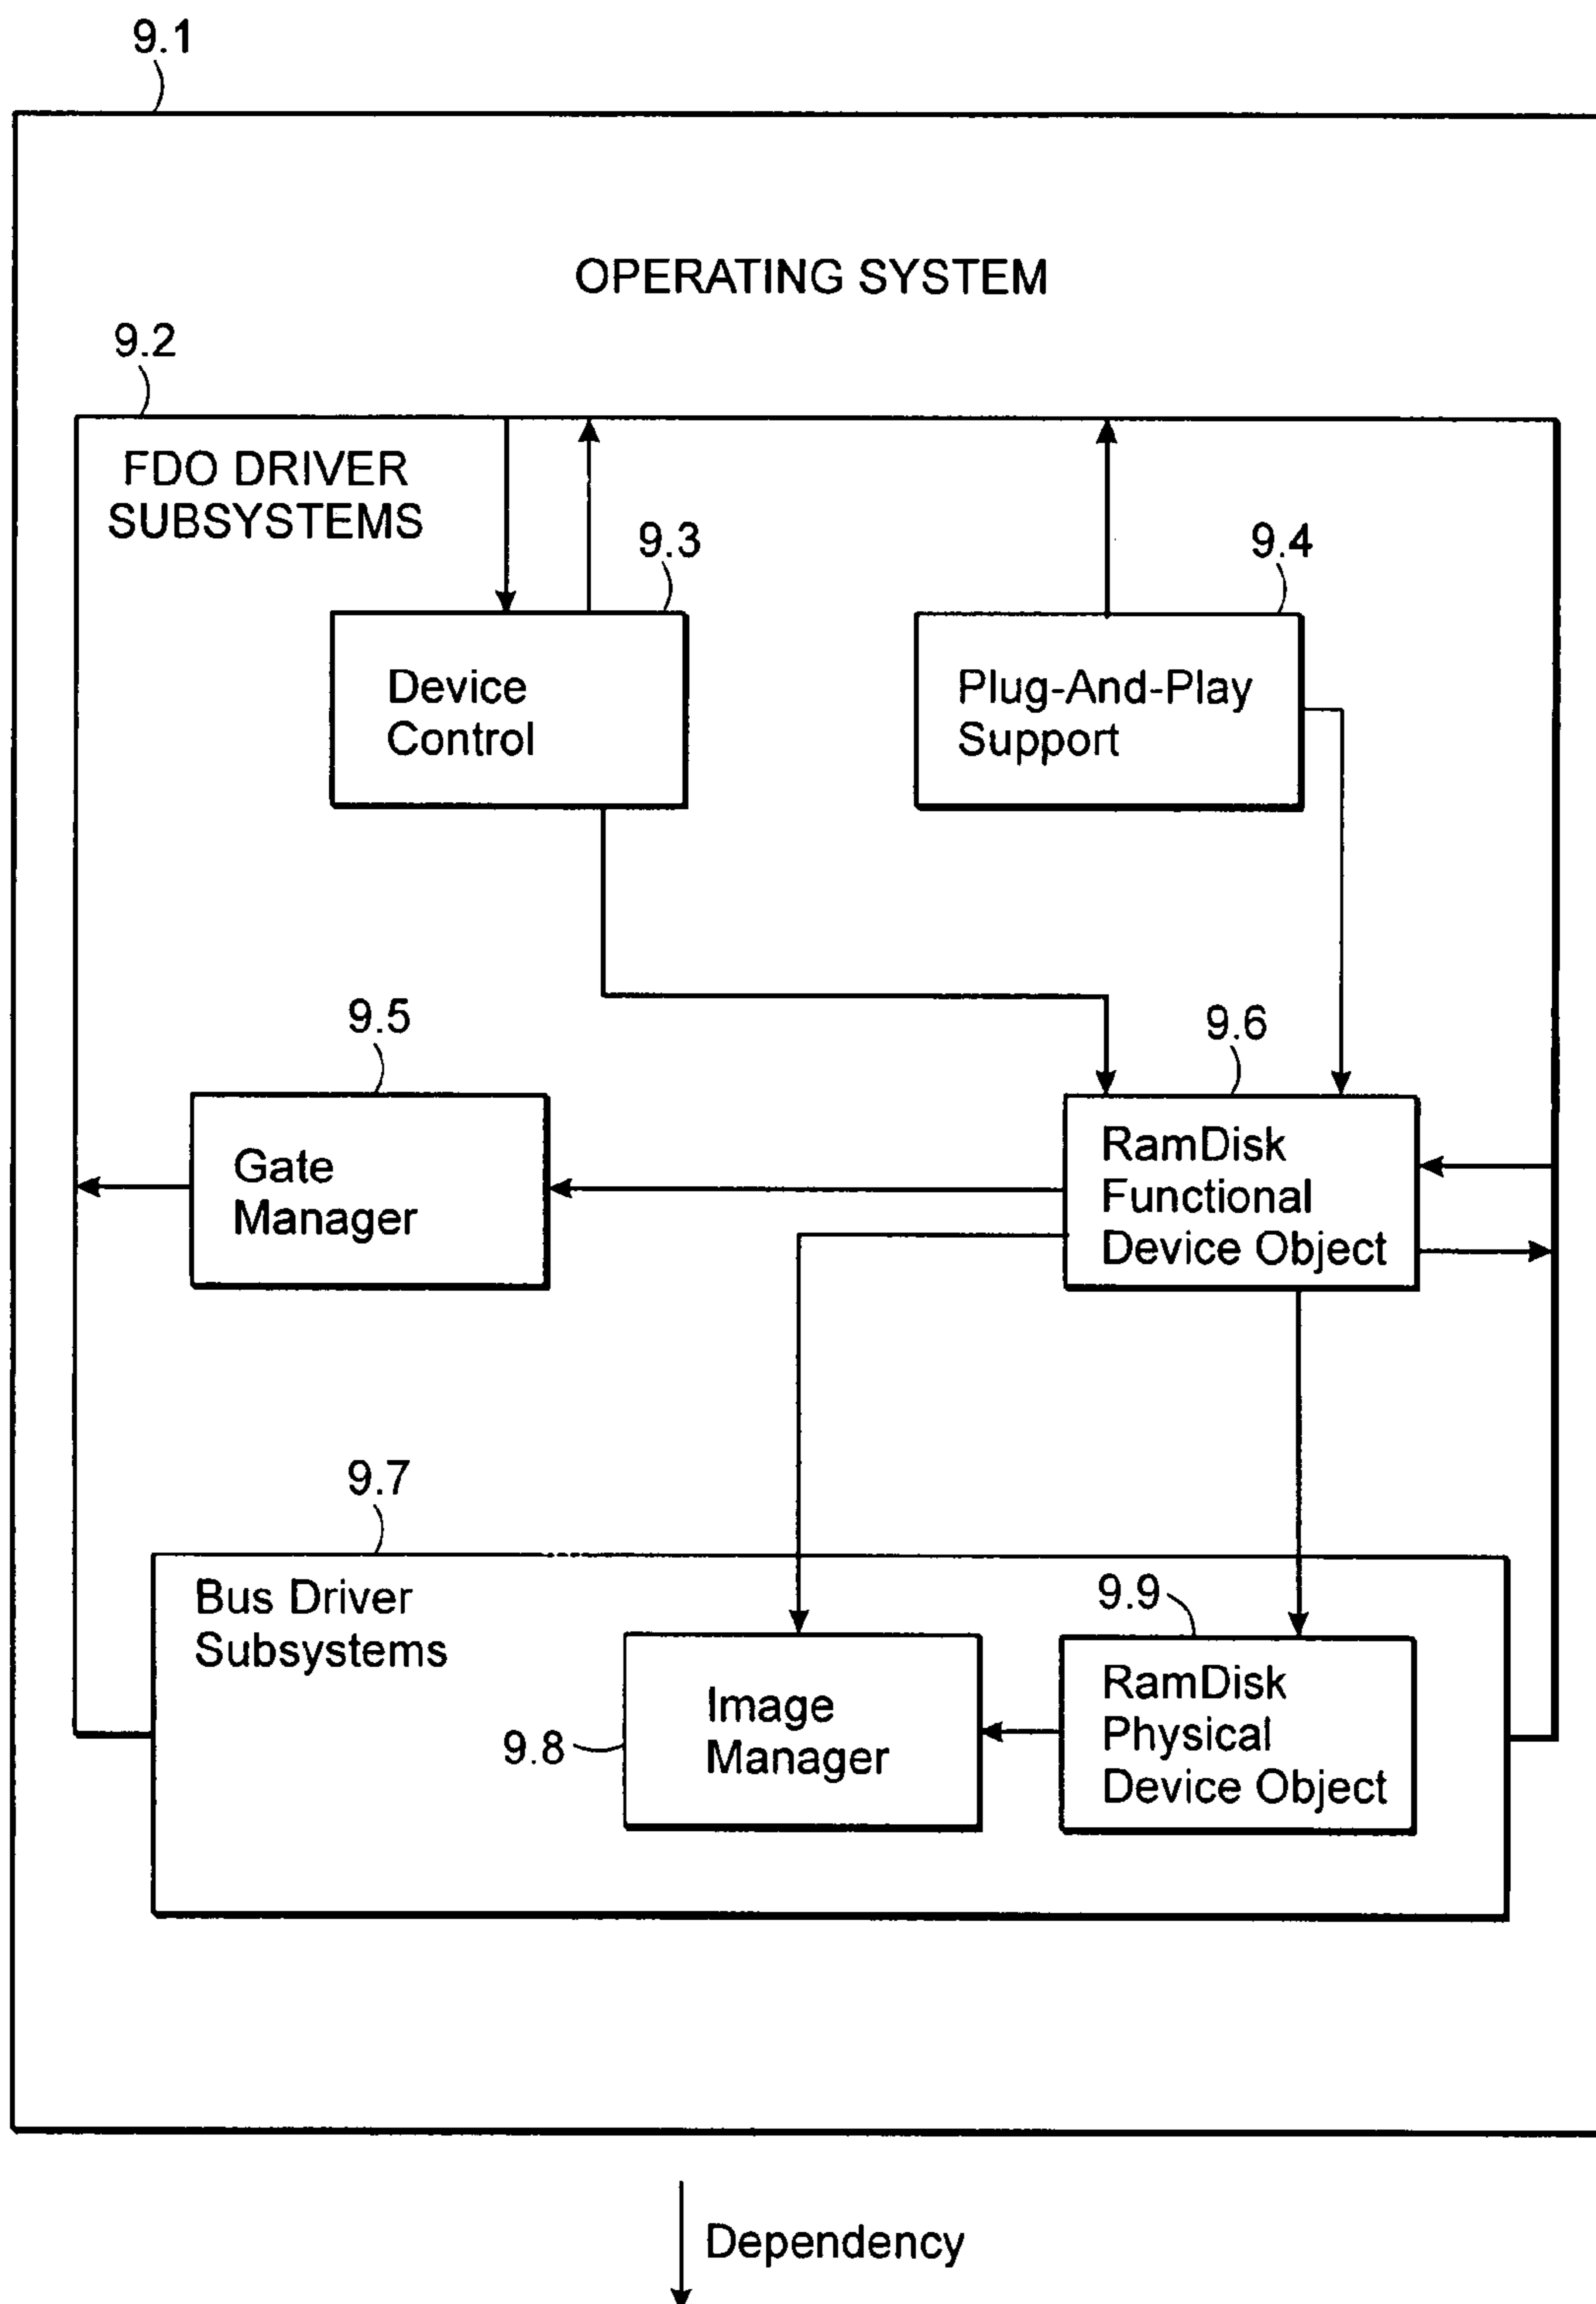 9.1
OPERATING SYSTEM
9.2
FDO DRIVER
SUBSYSTEMS
9.3
9.4
Device
Control
Plug-And-Play
Support
9.5
9.6
Gate
Manager
RamDisk
Functional
Device Object
9.7
Bus Driver
Subsystems
9.9
9.8
Image
Manager
RamDisk
Physical
Device Object
Dependency